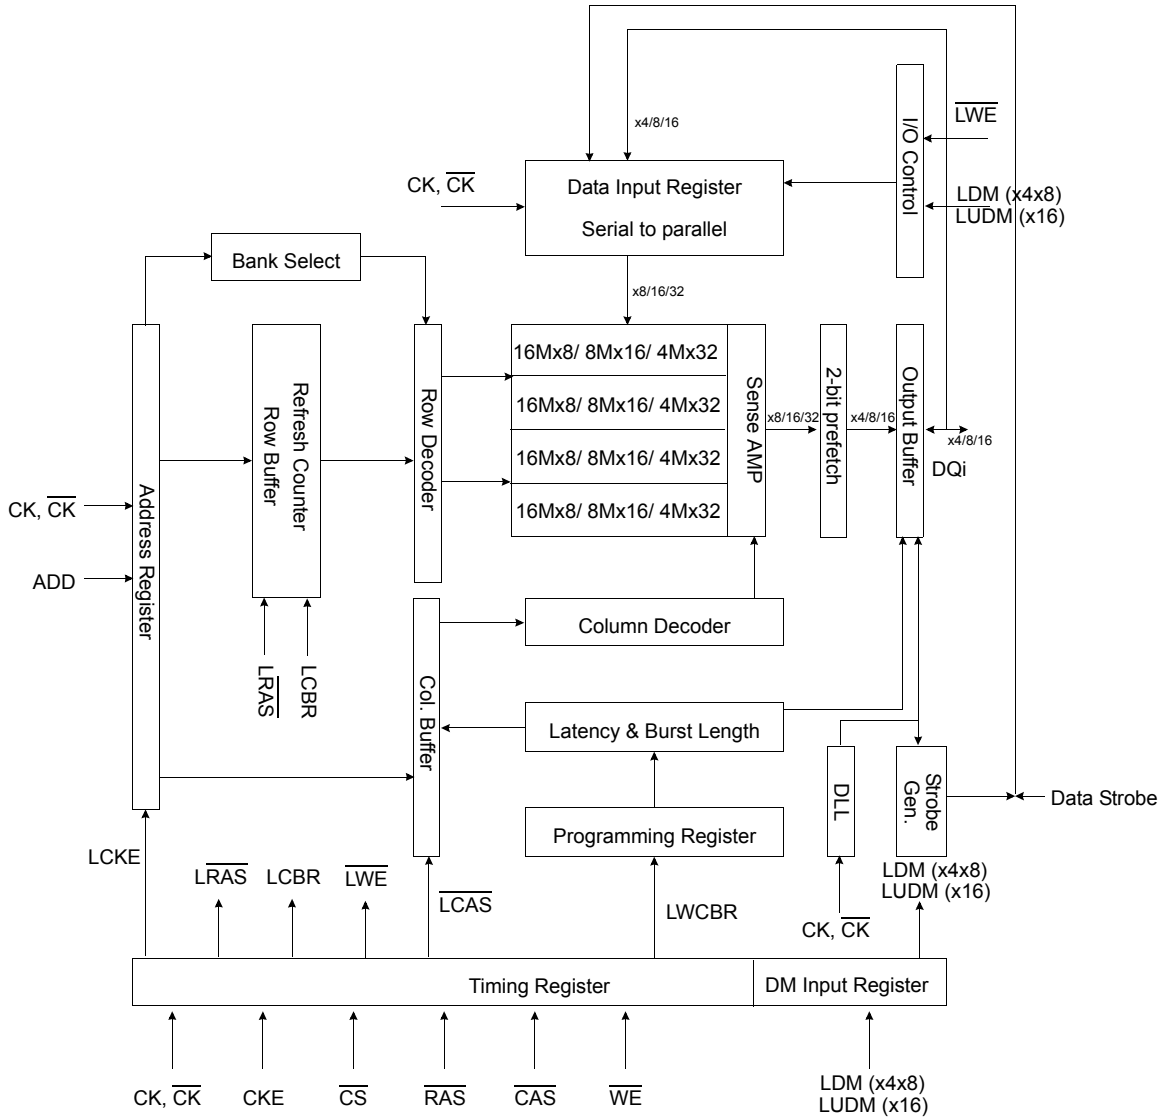 x4/8/16
LWE
I/O Control
CK, CK
Data Input Register
Serial to parallel
LDM (x4x8)
LUDM (x16)
Bank Select
x8/16/32
Address Register
Refresh Counter
Row Buffer
Row Decoder
16Mx8/ 8Mx16/ 4Mx32
16Mx8/ 8Mx16/ 4Mx32
16Mx8/ 8Mx16/ 4Mx32
16Mx8/ 8Mx16/ 4Mx32
Sense AMP
x8/16/32
2-bit prefetch
x4/8/16
Output Buffer
x4/8/16
DQi
CK, CK
ADD
LRAS
LCBR
Col. Buffer
Column Decoder
Latency & Burst Length
Programming Register
DLL
Strobe
Gen.
Data Strobe
LCKE
LRAS
LCBR
LWE
LCAS
LWCBR
CK, CK
LDM (x4x8)
LUDM (x16)
Timing Register
DM Input Register
CK, CK
CKE
CS
RAS
CAS
WE
LDM (x4x8)
LUDM (x16)